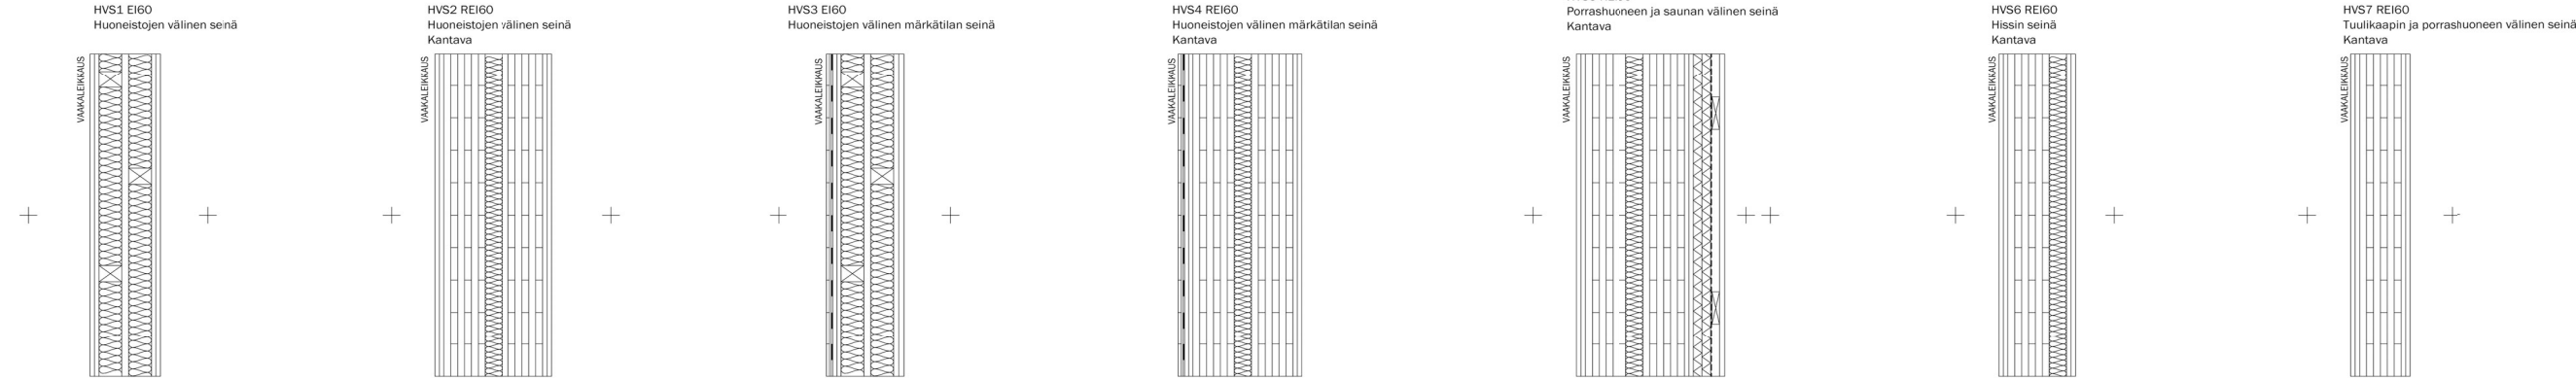 HVS1 EI60
Huoneistojen välinen seinä
VAAKALEIKKAUS
HVS2 REI60
Huoneistojen välinen seinä
Kantava
VAAKALEIKKAUS
HVS3 EI60
Huoneistojen välinen märkätilan seinä
VAAKALEIKKAUS
HVS4 REI60
Huoneistojen välinen märkätilan seinä
Kantava
VAAKALEIKKAUS
Porrashuoneen ja saunan välinen seinä
Kantava
VAAKALEIKKAUS
HVS6 REI60
Hissin seinä
Kantava
VAAKALEIKKAUS
HVS7 REI60
Tuulikaapin ja porrashuoneen välinen seinä
Kantava
VAAKALEIKKAUS